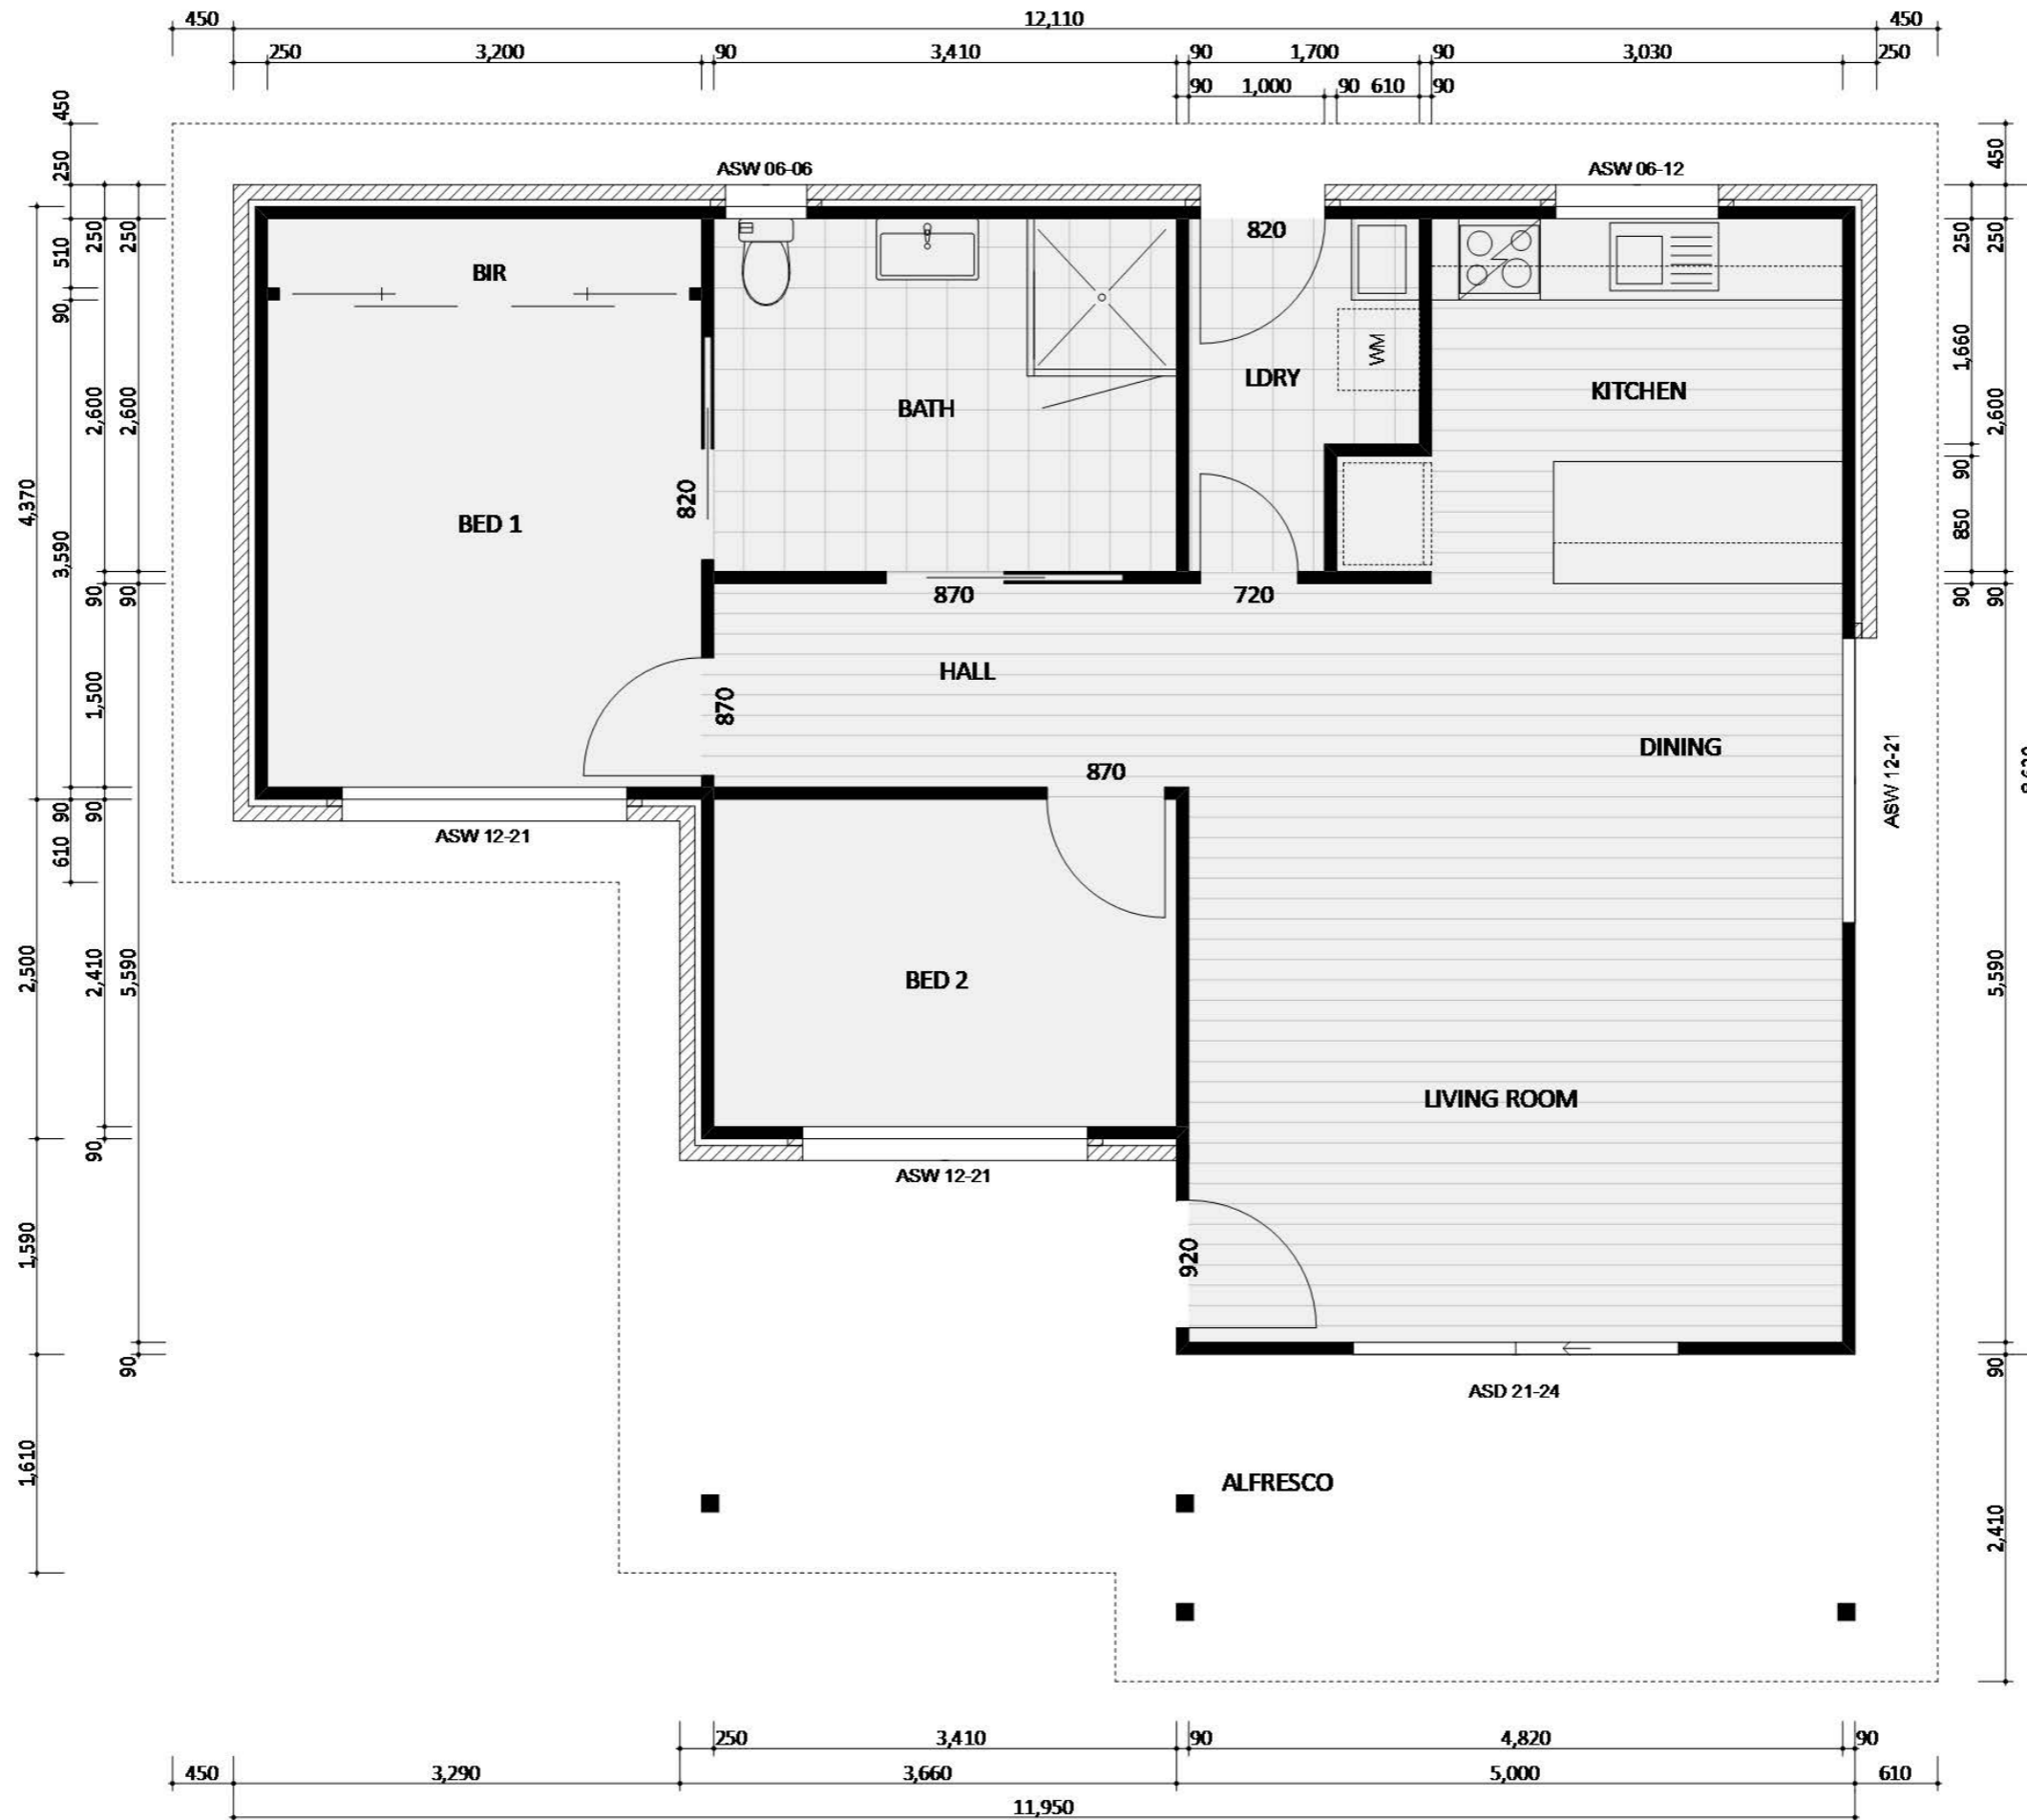 450 12,110 450
250 3,200 90 3,410 90 1,700 90 3,030 250
90 1,000 90 610 90
450
250
510
90
3,590
90
610
4,370
2,500
1,590
1,610
250
2,600
90
1,500
90
2,410
90
250
2,600
90
5,590
90
ASW 06-06
ASW 06-12
820
BIR
WM
LDRY
KITCHEN
BATH
820
BED 1
870
720
HALL
870
870
DINING
ASW 12-21
ASW 12-21
BED 2
LIVING ROOM
ASW 12-21
920
ASD 21-24
ALFRESCO
250
1,660
90
850
90
450
250
2,600
90
5,590
90
2,410
250 3,410 90 4,820 90
450 3,290 3,660 5,000 610
11,950